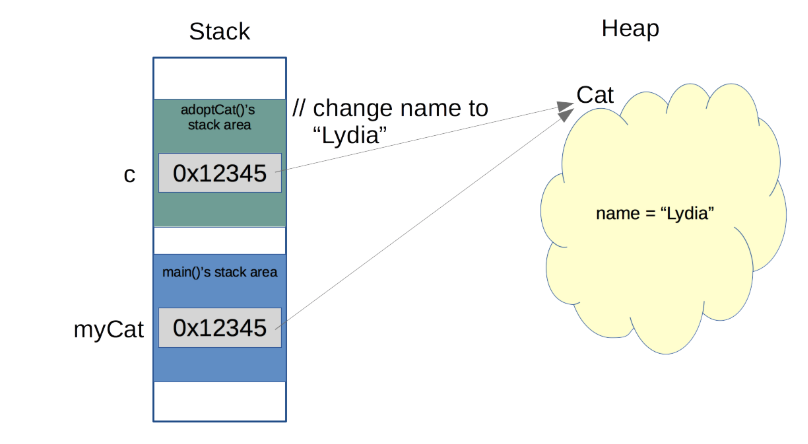 Stack
Heap
adoptCat()'s
stack area
// change name to
“Lydia”
Cat
c
0x12345
name = “Lydia”
main()'s stack area
myCat
0x12345